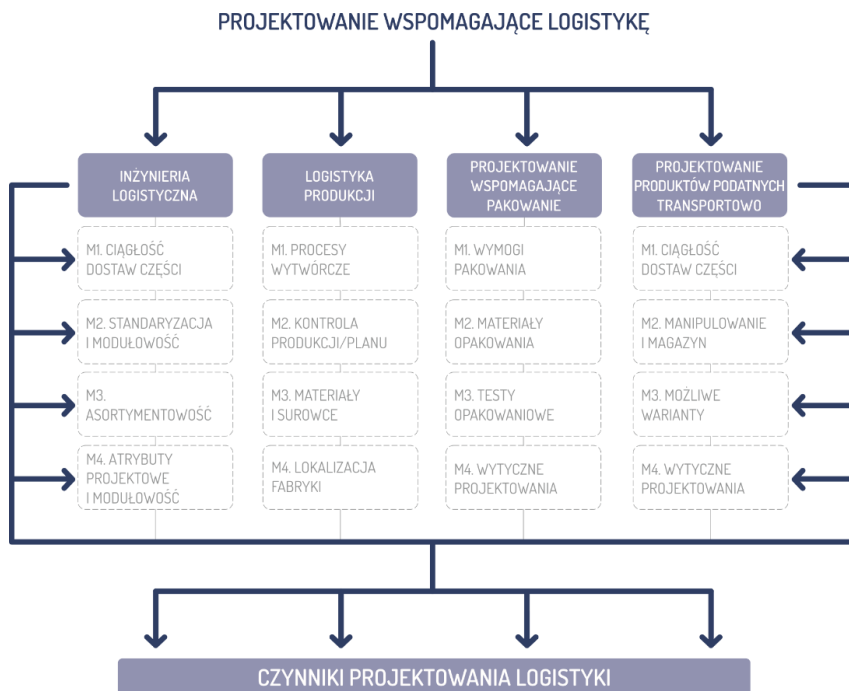 PROJEKTOWANIE WSPOMAGAJĄCE LOGISTYKĘ
INŻYNIERIA
LOGISTYCZNA
M1. CIĄGŁOŚĆ
DOSTAW CZĘŚCI
M2. STANDARYZACJA
I MODUŁOWOŚĆ
M3.
ASORTYMENTOWOŚĆ
M4. ATRYBUTY
PROJEKTOWE
I MODUŁOWOŚĆ
LOGISTYKA
PRODUKCJI
M1. PROCESY
WYTWÓRCZE
M2. KONTROLA
PRODUKCJI/PLANU
M3. MATERIAŁY
I SUROWCE
M4. LOKALIZACJA
FABRYKI
PROJEKTOWANIE
WSPOMAGAJĄCE
PAKOWANIE
M1. WYMOGI
PAKOWANIA
M2. MATERIAŁY
OPAKOWANIA
M3. TESTY
OPAKOWANIOWE
M4. WYTYCZNE
PROJEKTOWANIA
PROJEKTOWANIE
PRODUKTÓW PODATNYCH
TRANSPORTOWO
M1. CIĄGŁOŚĆ
DOSTAW CZĘŚCI
M2. MANIPULOWANIE
I MAGAZYN
M3. MOŻLIWE
WARIANTY
M4. WYTYCZNE
PROJEKTOWANIA
CZYNNIKI PROJEKTOWANIA LOGISTYKI